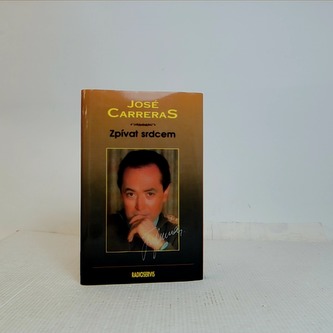 JOSÉ
CARRERAS
Zpívat srdcem
RADIOSERVIS